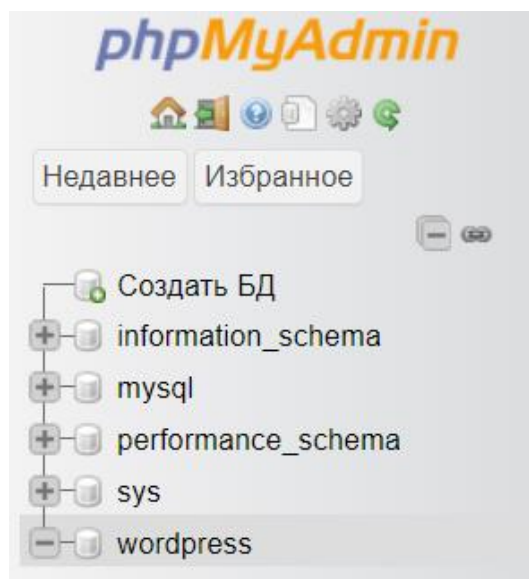 phpMyAdmin
Недавнее Избранное
Создать БД
information_schema
mysql
performance_schema
sys
wordpress